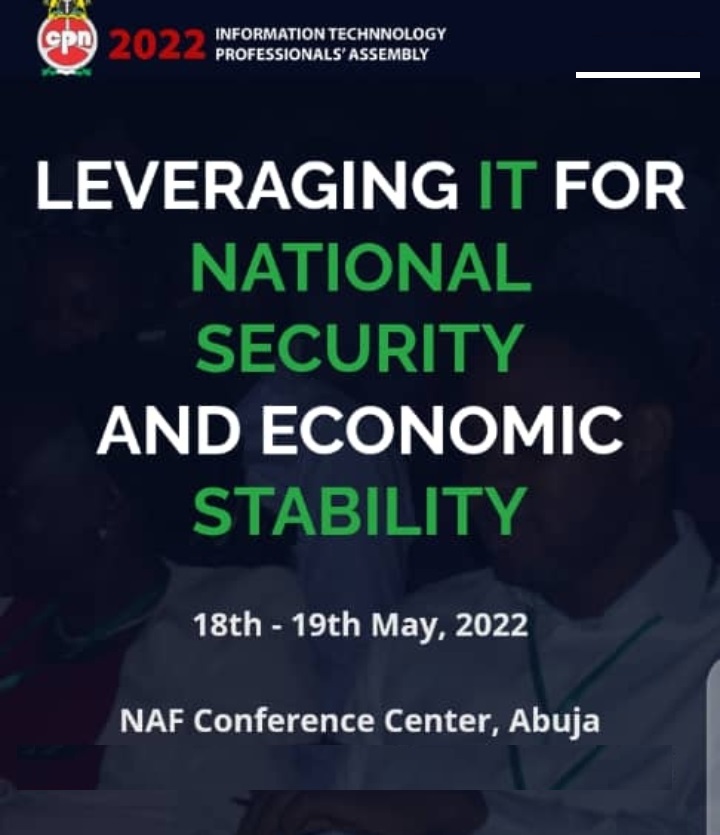 cpn
2022 INFORMATION TECHNNOLOGY
PROFESSIONALS' ASSEMBLY
LEVERAGING IT FOR
NATIONAL
SECURITY
AND ECONOMIC
STABILITY
18th - 19th May, 2022
NAF Conference Center, Abuja